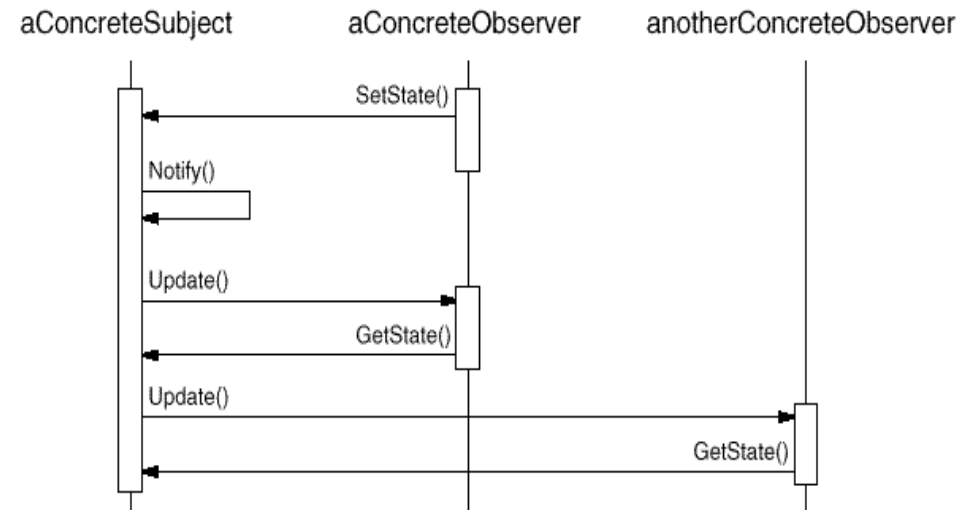 aConcreteSubject aConcreteObserver anotherConcreteObserver
SetState()
Notify()
Update()
GetState()
Update()
GetState()